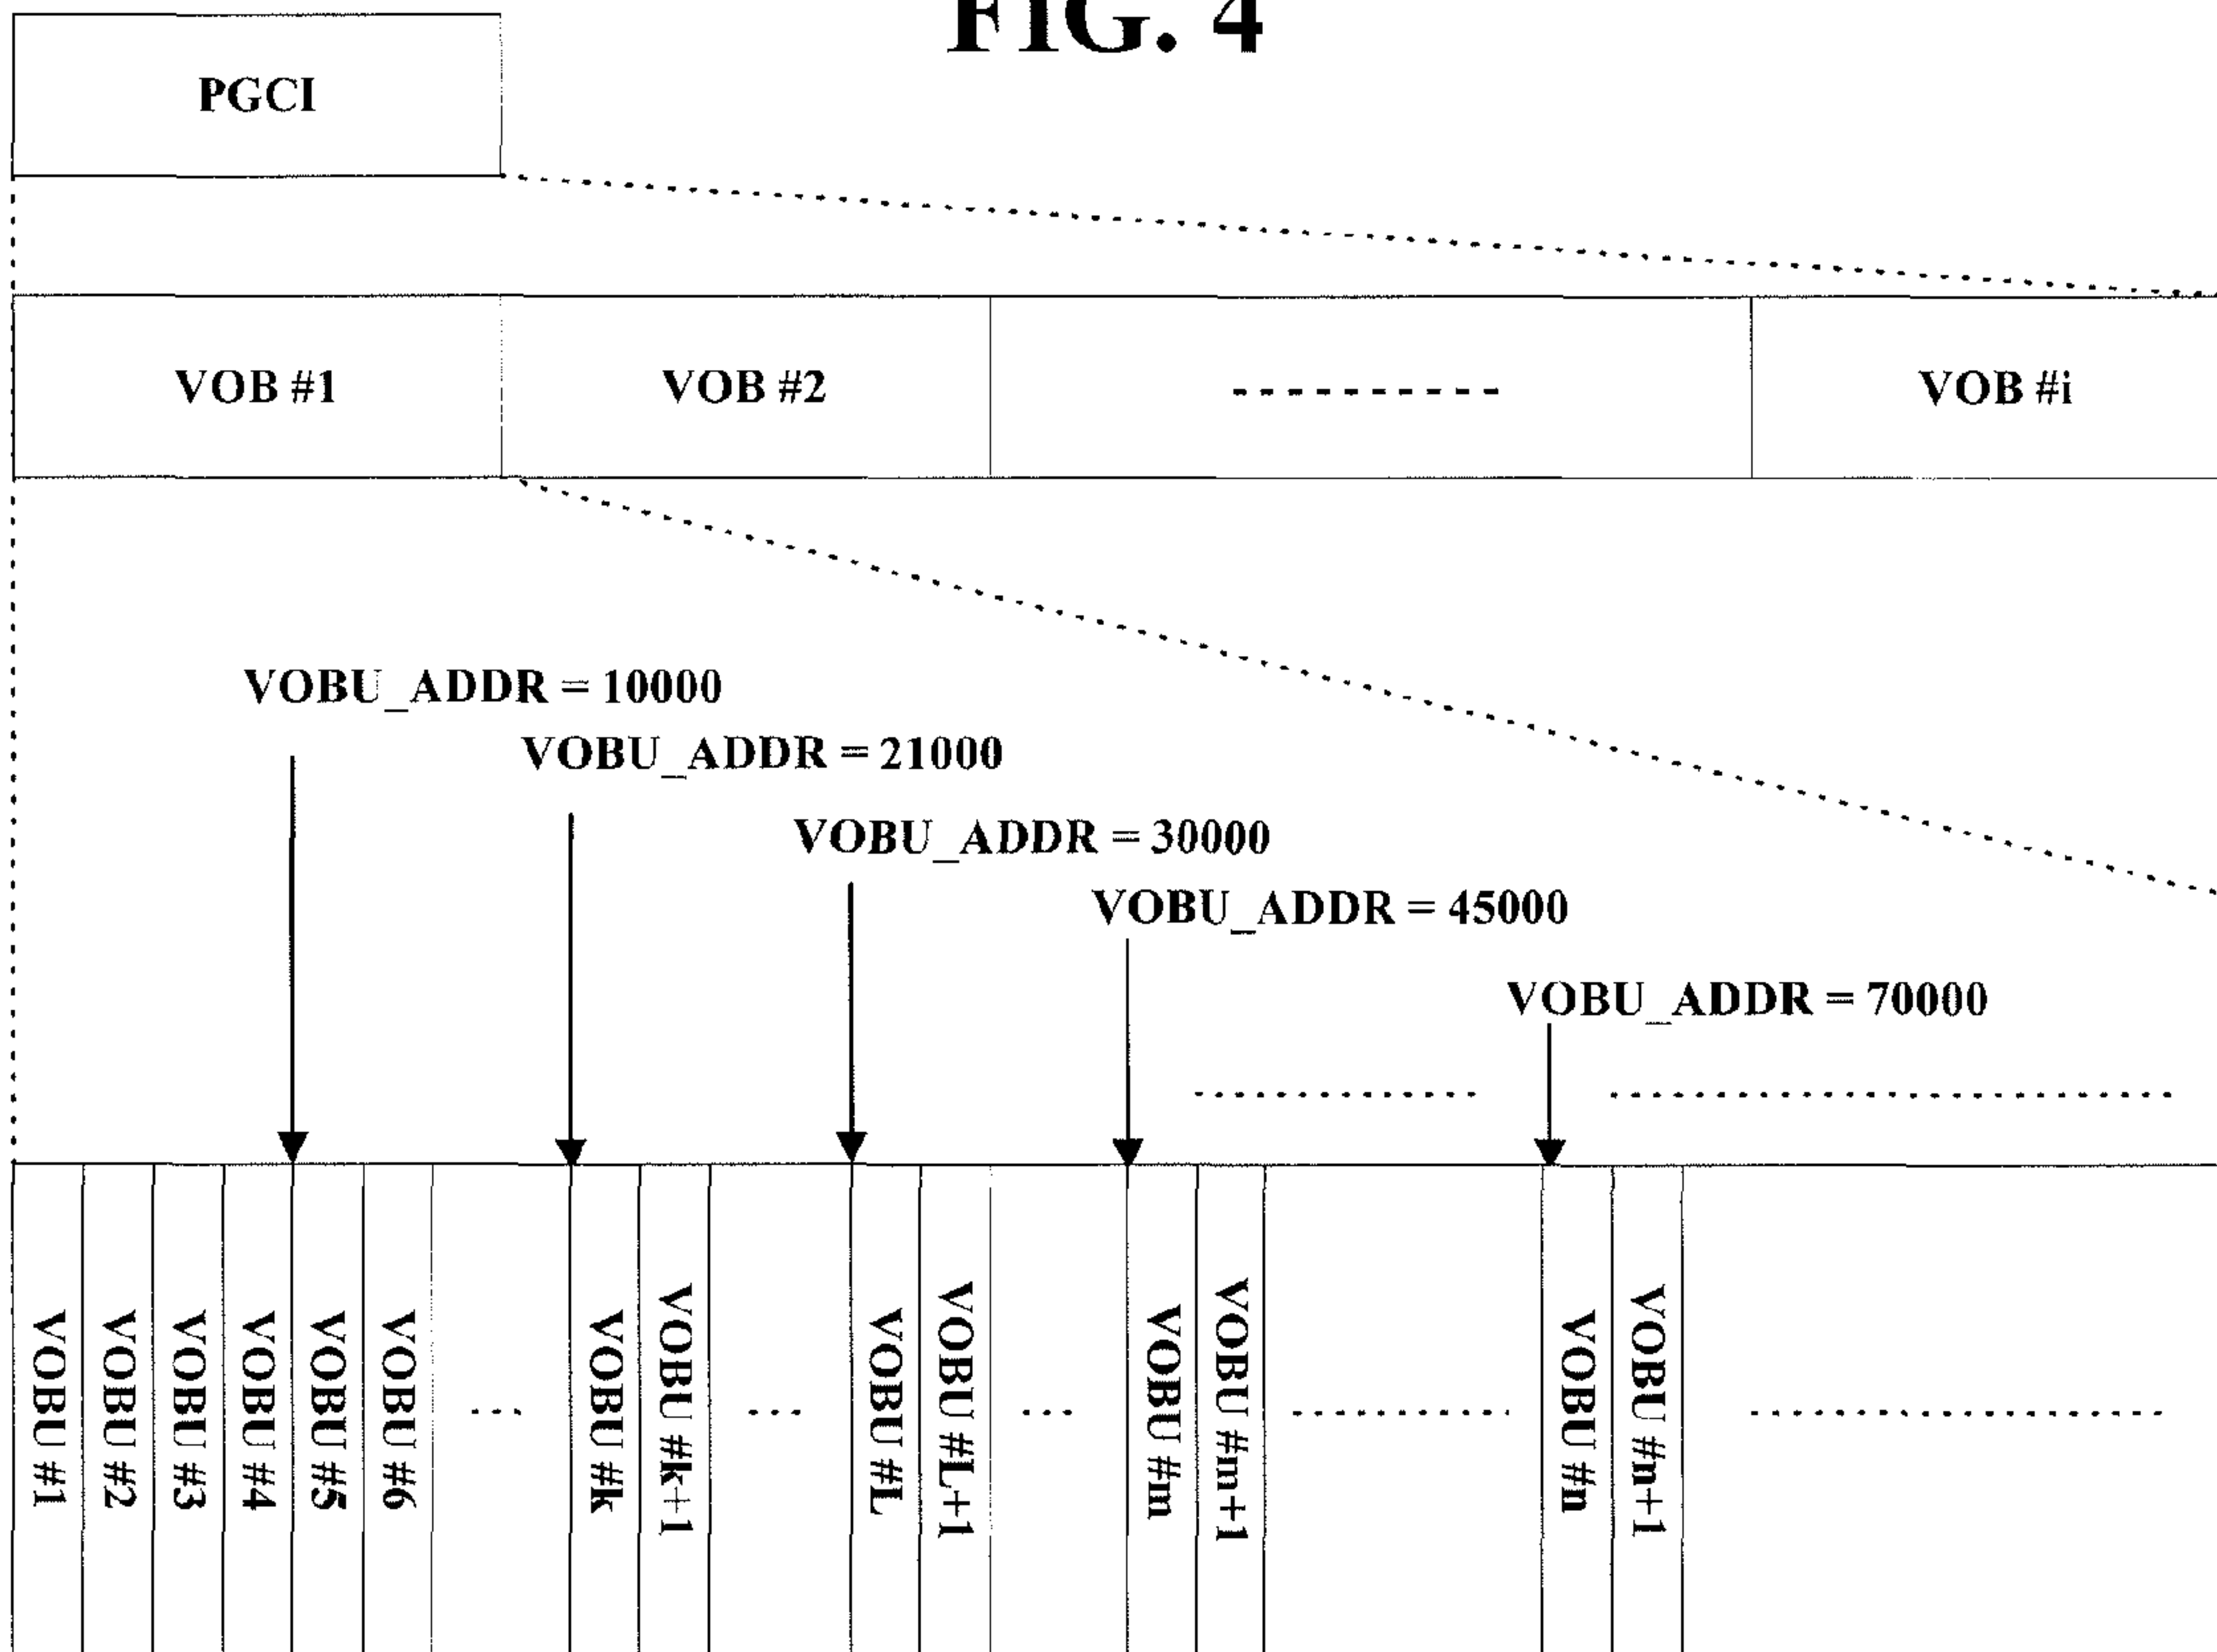 FIG. 4
PGCI
VOB #1
VOB #2
VOB #i
VOBU_ADDR = 10000
VOBU_ADDR = 21000
VOBU_ADDR = 30000
VOBU_ADDR = 45000
VOBU_ADDR = 70000
VOBU #1
VOBU #2
VOBU #3
VOBU #4
VOBU #5
VOBU #6
VOBU #k
VOBU #k+1
VOBU #L
VOBU #L+1
VOBU #m
VOBU #m+1
VOBU #n
VOBU #n+1